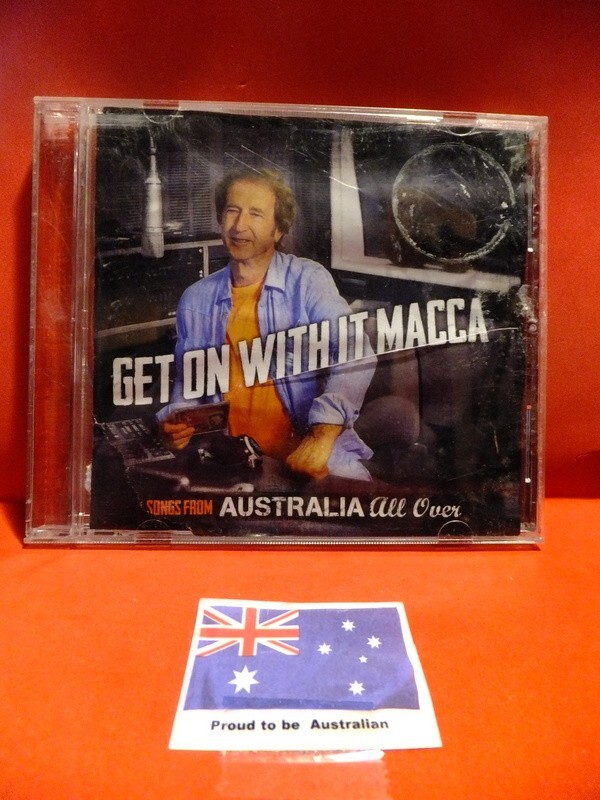 GET ON WITH IT MACCA
SONGS FROM AUSTRALIA All Over
Proud to be Australian